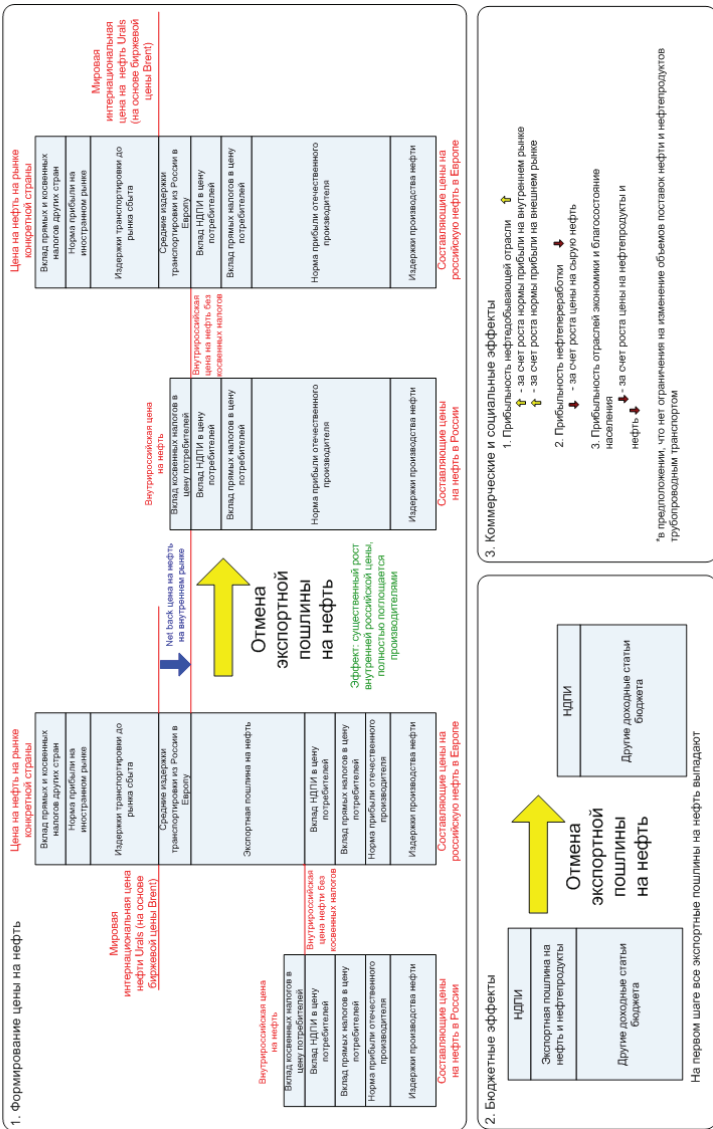 1. Формирование цены на нефть
Внутрироссийская цена
на нефть
Вклад косвенных налогов в
цену потребителей
Вклад НДПИ в цену
потребителей
Вклад прямых налогов в цену
потребителей
Норма прибыли отечественного
производителя
Издержки производства нефти
Составляющие цены
на нефть в России
Мировая
интернациональная цена
нефти Urals (на основе
биржевой цены Brent)
Внутрироссийская
цена нефти без
косвенных налогов
Цена на нефть на рынке
конкретной страны
Вклад прямых и косвенных
налогов других стран
Норма прибыли на
иностранном рынке
Издержки транспортировки до
рынка сбыта
Средние издержки
транспортировки из России в
Европу
Экспортная пошлина на нефть
Вклад НДПИ в цену
потребителей
Вклад прямых налогов в цену
потребителей
Норма прибыли отечественного
производителя
Издержки производства нефти
Составляющие цены на
российскую нефть в Европе
Net back цена на нефть
на внутреннем рынке
Отмена
экспортной
пошлины
на нефть
Эффект: существенный рост
внутренней российской цены,
полностью поглощается
производителями
Внутрироссийская цена
на нефть
Вклад косвенных налогов в
цену потребителей
Вклад НДПИ в цену
потребителей
Вклад прямых налогов в цену
потребителей
Норма прибыли отечественного
производителя
Издержки производства нефти
Составляющие цены
на нефть в России
Внутрироссийская
цена на нефть без
косвенных налогов
Цена на нефть на рынке
конкретной страны
Вклад прямых и косвенных
налогов других стран
Норма прибыли на
иностранном рынке
Издержки транспортировки до
рынка сбыта
Средние издержки
транспортировки из России в
Европу
Вклад НДПИ в цену
потребителей
Вклад прямых налогов в цену
потребителей
Норма прибыли отечественного
производителя
Издержки производства нефти
Составляющие цены на
российскую нефть в Европе
Мировая
интернациональная
цена на нефть Urals
(на основе биржевой
цены Brent)
2. Бюджетные эффекты
НДПИ
Экспортная пошлина на
нефть и нефтепродукты
Другие доходные статьи
бюджета
Отмена
экспортной
пошлины
на нефть
НДПИ
Другие доходные статьи
бюджета
На первом шаге все экспортные пошлины на нефть выпадают
3. Коммерческие и социальные эффекты
1. Прибыльность нефтедобывающей отрасли
- за счет роста нормы прибыли на внутреннем рынке
- за счет роста нормы прибыли на внешнем рынке
2. Прибыльность нефтепереработки
- за счет роста цены на сырую нефть
3. Прибыльность отраслей экономики и благосостояние
населения
- за счет роста цены на нефтепродукты и
нефть
*в предположении, что нет ограничения на изменение объемов поставок нефти и нефтепродуктов
трубопроводным транспортом